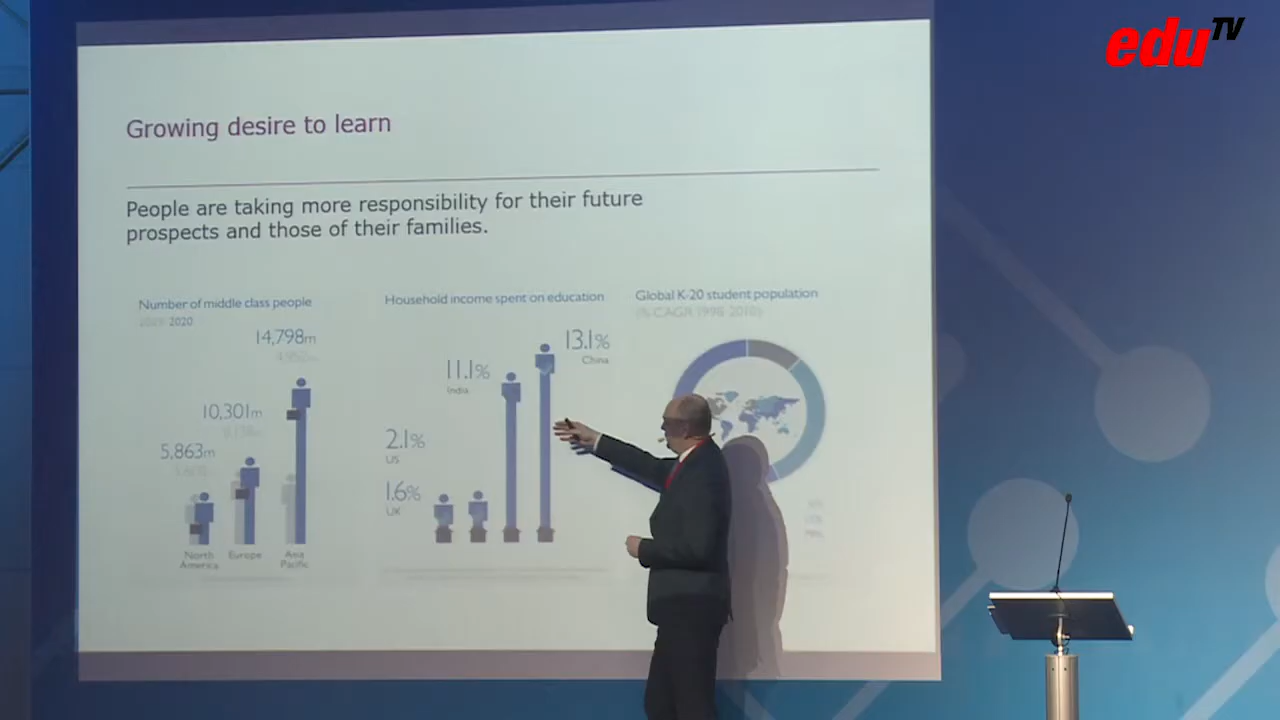 edu TV
Growing desire to learn
People are taking more responsibility for their future
prospects and those of their families.
Number of middle class people
2020
14,798m
10,301m
5,863m
North
America
Europe
Asia
Pacific
Household income spent on education
13.1%
China
11.1%
India
2.1%
US
1.6%
UK
Global K-20 student population
(% CAGR 1998-2010)